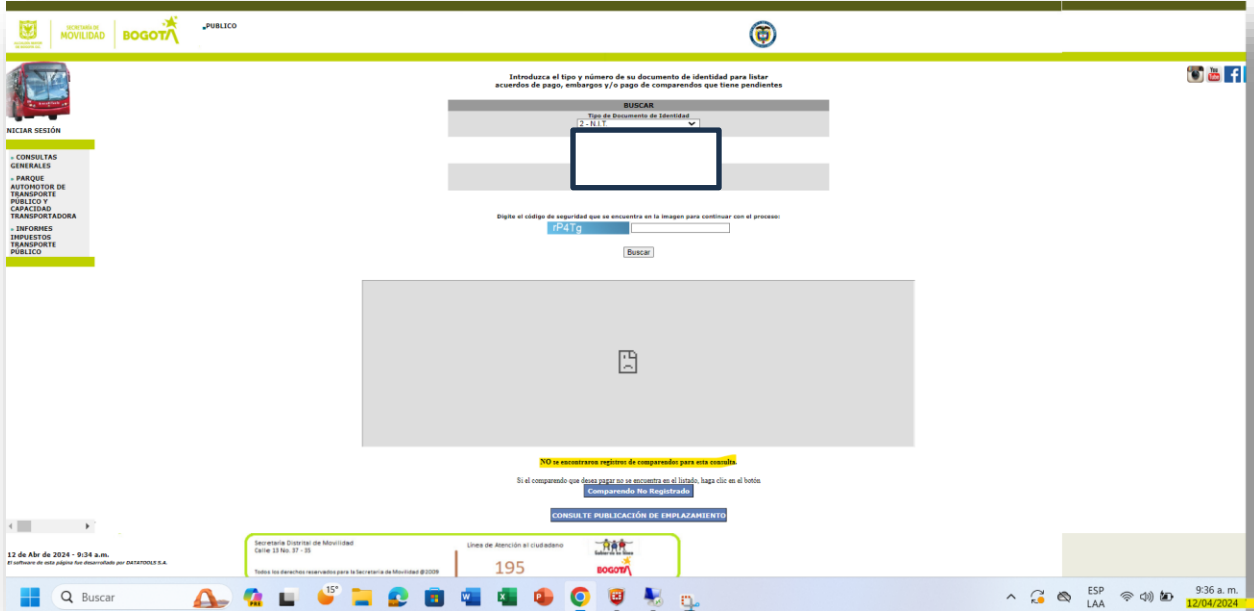 SECRETARÍA DE
MOVILIDAD
BOGOTÁ
PUBLICO
Introduzca el tipo y número de su documento de identidad para listar
acuerdos de pago, embargos y/o pago de comparendos que tiene pendientes
You
Tube
BUSCAR
Tipo de Documento de Identidad
2 - N.I.T.
NICIAR SESIÓN
CONSULTAS
GENERALES
PARQUE
AUTOMOTOR DE
TRANSPORTE
PÚBLICO Y
CAPACIDAD
TRANSPORTADORA
INFORMES
IMPUESTOS
TRANSPORTE
PÚBLICO
Digite el código de seguridad que se encuentra en la imagen para continuar con el proceso:
rP4Tg
Buscar
NO se encontraron registros de comparendos para esta consulta.
Si el comparendo que desea pagar no se encuentra en el listado, haga clic en el botón
Comparendo No Registrado
CONSULTE PUBLICACIÓN DE EMPLAZAMIENTO
12 de Abr de 2024 - 9:34 a.m.
El software de esta página fue desarrollado por DATATOOLS S.A.
Secretaría Distrital de Movilidad
Calle 13 No. 37 - 35
Todos los derechos reservados para la Secretaría de Movilidad @2009
Línea de Atención al ciudadano
195
BOGOTÁ
Buscar
PRE
15°
ESP
LAA
9:36 a. m.
12/04/2024